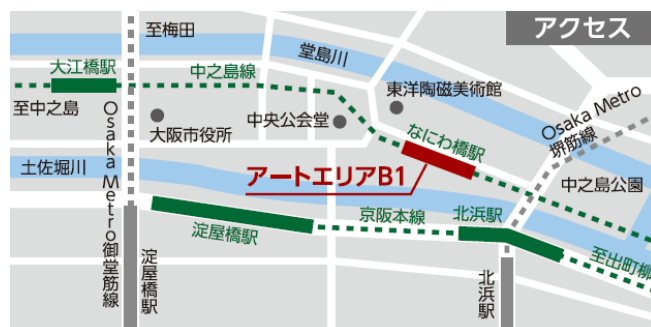 アクセス
至梅田
堂島川
大江橋駅
中之島線
東洋陶磁美術館
至中之島
Osaka Metro御堂筋線
大阪市役所
中央公会堂
なにわ橋駅
Osaka Metro
堺筋線
土佐堀川
アートエリアB1
中之島公園
淀屋橋駅
京阪本線
北浜駅
至出町柳
淀屋橋駅
北浜駅